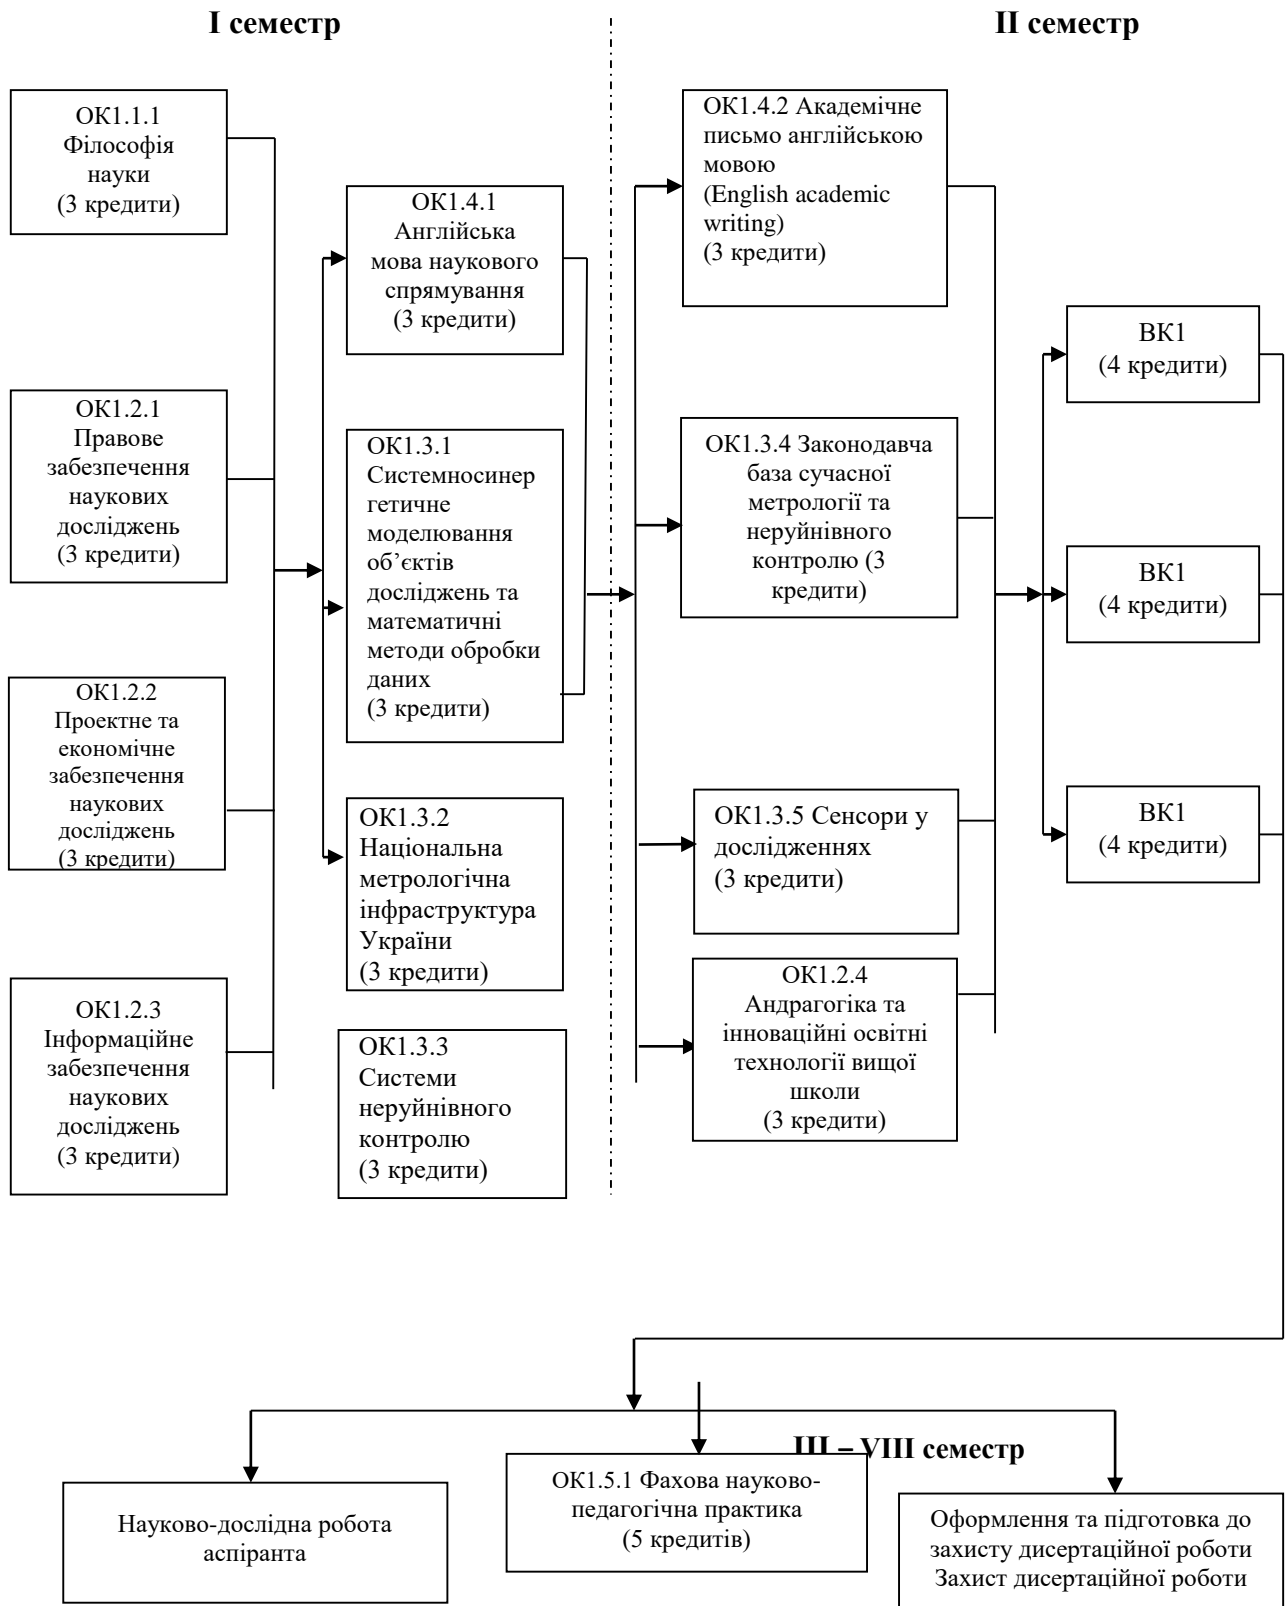 I семестр
II семестр
ОК1.1.1
Філософія
науки
(3 кредити)
ОК1.2.1
Правове
забезпечення
наукових
досліджень
(3 кредити)
ОК1.2.2
Проектне та
економічне
забезпечення
наукових
досліджень
(3 кредити)
ОК1.2.3
Інформаційне
забезпечення
наукових
досліджень
(3 кредити)
ОК1.4.1
Англійська
мова наукового
спрямування
(3 кредити)
ОК1.3.1
Системносинер
гетичне
моделювання
об’єктів
досліджень та
математичні
методи обробки
даних
(3 кредити)
ОК1.3.2
Національна
метрологічна
інфраструктура
України
(3 кредити)
ОК1.3.3
Системи
неруйнівного
контролю
(3 кредити)
ОК1.4.2 Академічне
письмо англійською
мовою
(English academic
writing)
(3 кредити)
ОК1.3.4 Законодавча
база сучасної
метрології та
неруйнівного
контролю (3
кредити)
ОК1.3.5 Сенсори у
дослідженнях
(3 кредити)
ОК1.2.4
Андрагогіка та
інноваційні освітні
технології вищої
школи
(3 кредити)
ВК1
(4 кредити)
ВК1
(4 кредити)
ВК1
(4 кредити)
III – VIII семестр
Науково-дослідна робота
аспіранта
ОК1.5.1 Фахова науково-
педагогічна практика
(5 кредитів)
Оформлення та підготовка до
захисту дисертаційної роботи
Захист дисертаційної роботи